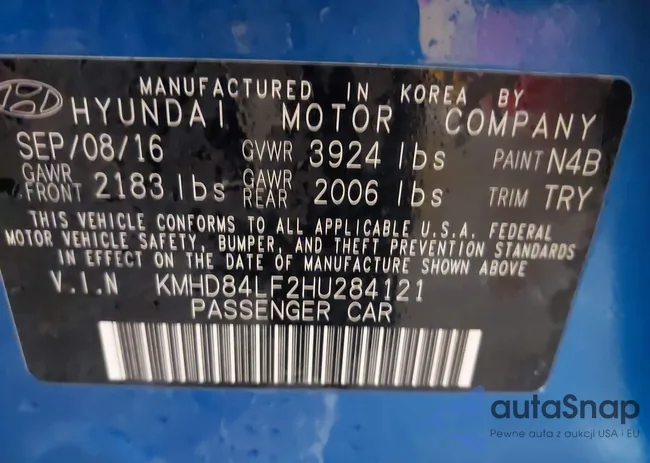 MANUFACTURED IN KOREA BY
HYUNDAI MOTOR COMPANY
SEP/08/16 GVWR 3924 lbs PAINT N4B
GAWR FRONT 2183 lbs GAWR REAR 2006 lbs TRIM TRY
THIS VEHICLE CONFORMS TO ALL APPLICABLE U.S.A. FEDERAL
MOTOR VEHICLE SAFETY, BUMPER, AND THEFT PREVENTION STANDARDS
IN EFFECT ON THE DATE OF MANUFACTURE SHOWN ABOVE.
V.I.N KMHD84LF2HU284121
PASSENGER CAR
autaSnap
Pewne auta z aukcji USA i EU